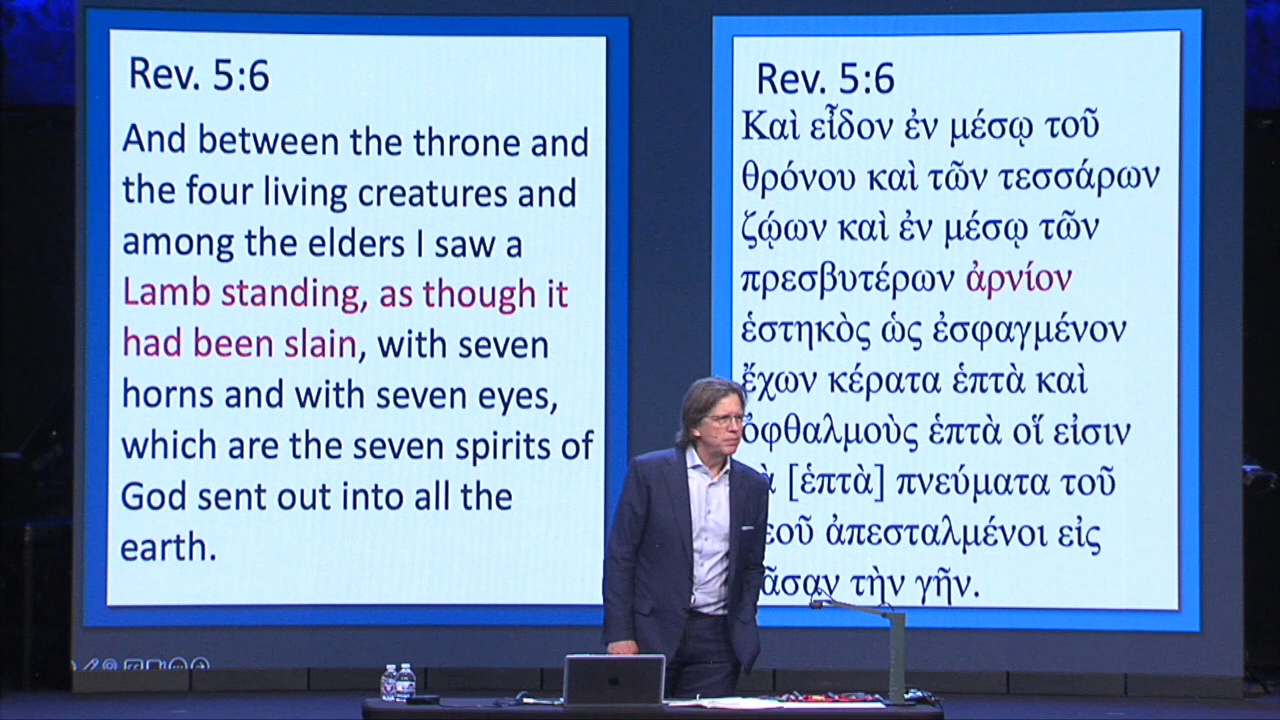 Rev. 5:6
And between the throne and
the four living creatures and
among the elders I saw a
Lamb standing, as though it
had been slain, with seven
horns and with seven eyes,
which are the seven spirits of
God sent out into all the
earth.
Rev. 5:6
Καὶ εἶδον ἐν μέσῳ τοῦ
θρόνου καὶ τῶν τεσσάρων
ζῴων καὶ ἐν μέσῳ τῶν
πρεσβυτέρων ἀρνίον
ἑστηκὸς ὡς ἐσφαγμένον
ἔχων κέρατα ἑπτὰ καὶ
ὀφθαλμοὺς ἑπτὰ οἵ εἰσιν
[ἑπτὰ] πνεύματα τοῦ
ἀπεσταλμένοι εἰς
τὴν γῆν.